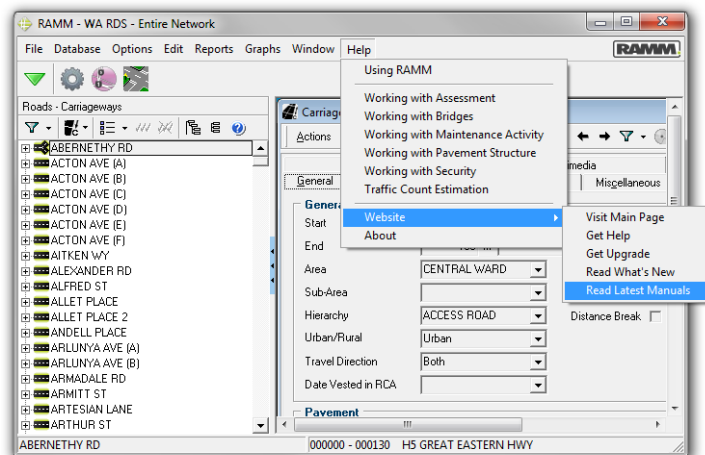 RAMM - WA RDS - Entire Network
File Database Options Edit Reports Graphs Window Help
RAMM
Using RAMM
Working with Assessment
Working with Bridges
Working with Maintenance Activity
Working with Pavement Structure
Working with Security
Traffic Count Estimation
Website
About
Visit Main Page
Get Help
Get Upgrade
Read What's New
Read Latest Manuals
Roads - Carriageways
ABERNETHY RD
ACTON AVE (A)
ACTON AVE (B)
ACTON AVE (C)
ACTON AVE (D)
ACTON AVE (E)
ACTON AVE (F)
AITKEN WY
ALEXANDER RD
ALFRED ST
ALLET PLACE
ALLET PLACE 2
ANDELL PLACE
ARLUNYA AVE (A)
ARLUNYA AVE (B)
ARMADALE RD
ARMITT ST
ARTESIAN LANE
ARTHUR ST
Carriag
Actions
media
General
Miscellaneous
Genera
Start
End
Area CENTRAL WARD
Sub-Area
Hierarchy ACCESS ROAD Distance Break
Urban/Rural Urban
Travel Direction Both
Date Vested in RCA
Pavement
ABERNETHY RD 000000 - 000130 H5 GREAT EASTERN HWY